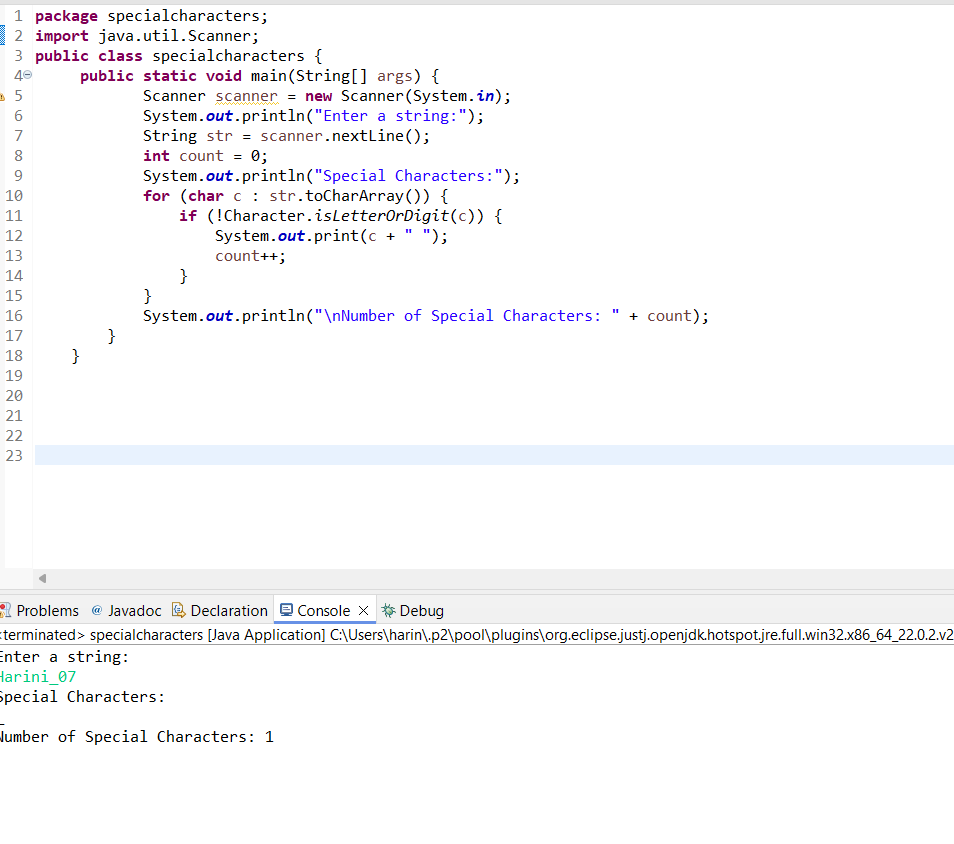 1 package specialcharacters;
2 import java.util.Scanner;
3 public class specialcharacters {
4 public static void main(String[] args) {
5 Scanner scanner = new Scanner(System.in);
6 System.out.println("Enter a string:");
7 String str = scanner.nextLine();
8 int count = 0;
9 System.out.println("Special Characters:");
10 for (char c : str.toCharArray()) {
11 if (!Character.isLetterOrDigit(c)) {
12 System.out.print(c + " ");
13 count++;
14 }
15 }
16 System.out.println("\nNumber of Special Characters: " + count);
17 }
18 }
19
20
21
22
23
Problems @ Javadoc Declaration Console Debug
<terminated> specialcharacters [Java Application] C:\Users\harin\.p2\pool\plugins\org.eclipse.justj.openjdk.hotspot.jre.full.win32.x86_64_22.0.2.v2
Enter a string:
Harini_07
Special Characters:
_
Number of Special Characters: 1